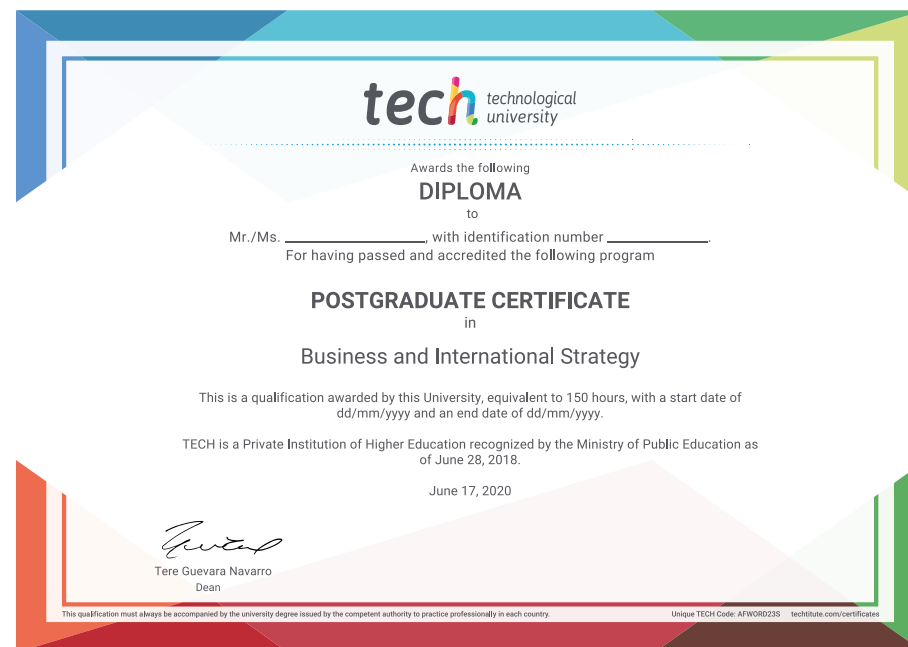 tech technological
university
Awards the following
DIPLOMA
to
Mr./Ms. ____________________, with identification number ______________.
For having passed and accredited the following program
POSTGRADUATE CERTIFICATE
in
Business and International Strategy
This is a qualification awarded by this University, equivalent to 150 hours, with a start date of
dd/mm/yyyy and an end date of dd/mm/yyyy.
TECH is a Private Institution of Higher Education recognized by the Ministry of Public Education as
of June 28, 2018.
June 17, 2020
Tere Guevara Navarro
Dean
This qualification must always be accompanied by the university degree issued by the competent authority to practice professionally in each country. Unique TECH Code: AFWORD23S techtitute.com/certificates